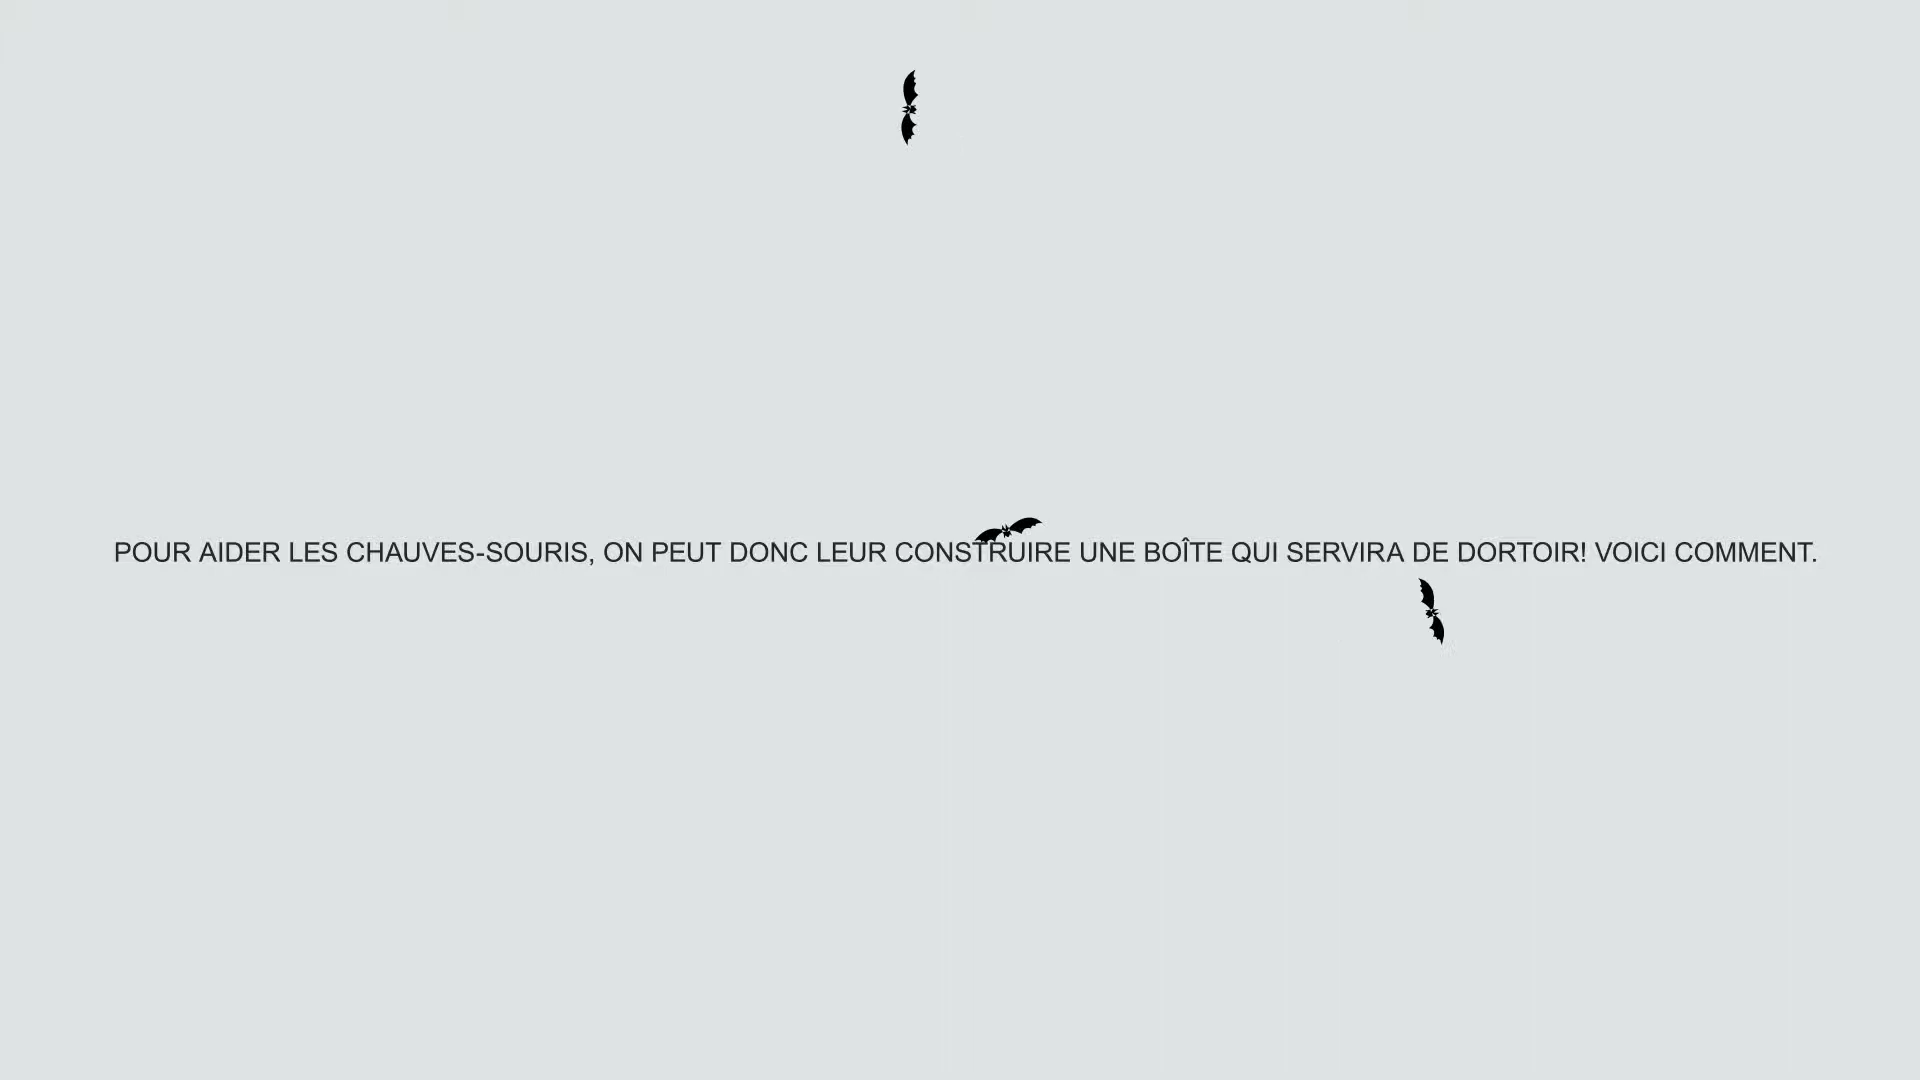 POUR AIDER LES CHAUVES-SOURIS, ON PEUT DONC LEUR CONSTRUIRE UNE BOÎTE QUI SERVIRA DE DORTOIR! VOICI COMMENT.